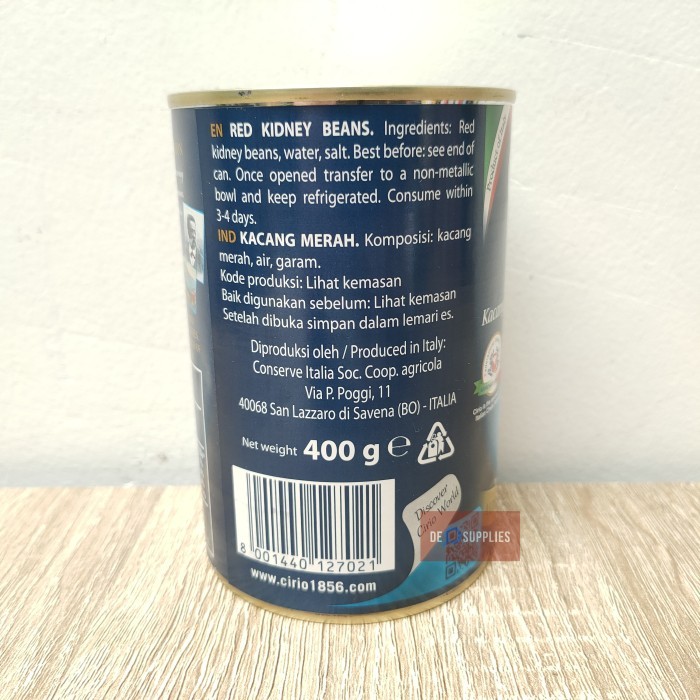 EN RED KIDNEY BEANS. Ingredients: Red
kidney beans, water, salt. Best before: see end of
can. Once opened transfer to a non-metallic
bowl and keep refrigerated. Consume within
3-4 days.
IND KACANG MERAH. Komposisi: kacang
merah, air, garam.
Kode produksi: Lihat kemasan
Baik digunakan sebelum: Lihat kemasan
Setelah dibuka simpan dalam lemari es.
Diproduksi oleh / Produced in Italy:
Conserve Italia Soc. Coop. agricola
Via P. Poggi, 11
40068 San Lazzaro di Savena (BO) - ITALIA
Net weight 400 g ℮
8 001440 127021
www.cirio1856.com
Discover
Cirio World
DE SUPPLIES
Product of Italy